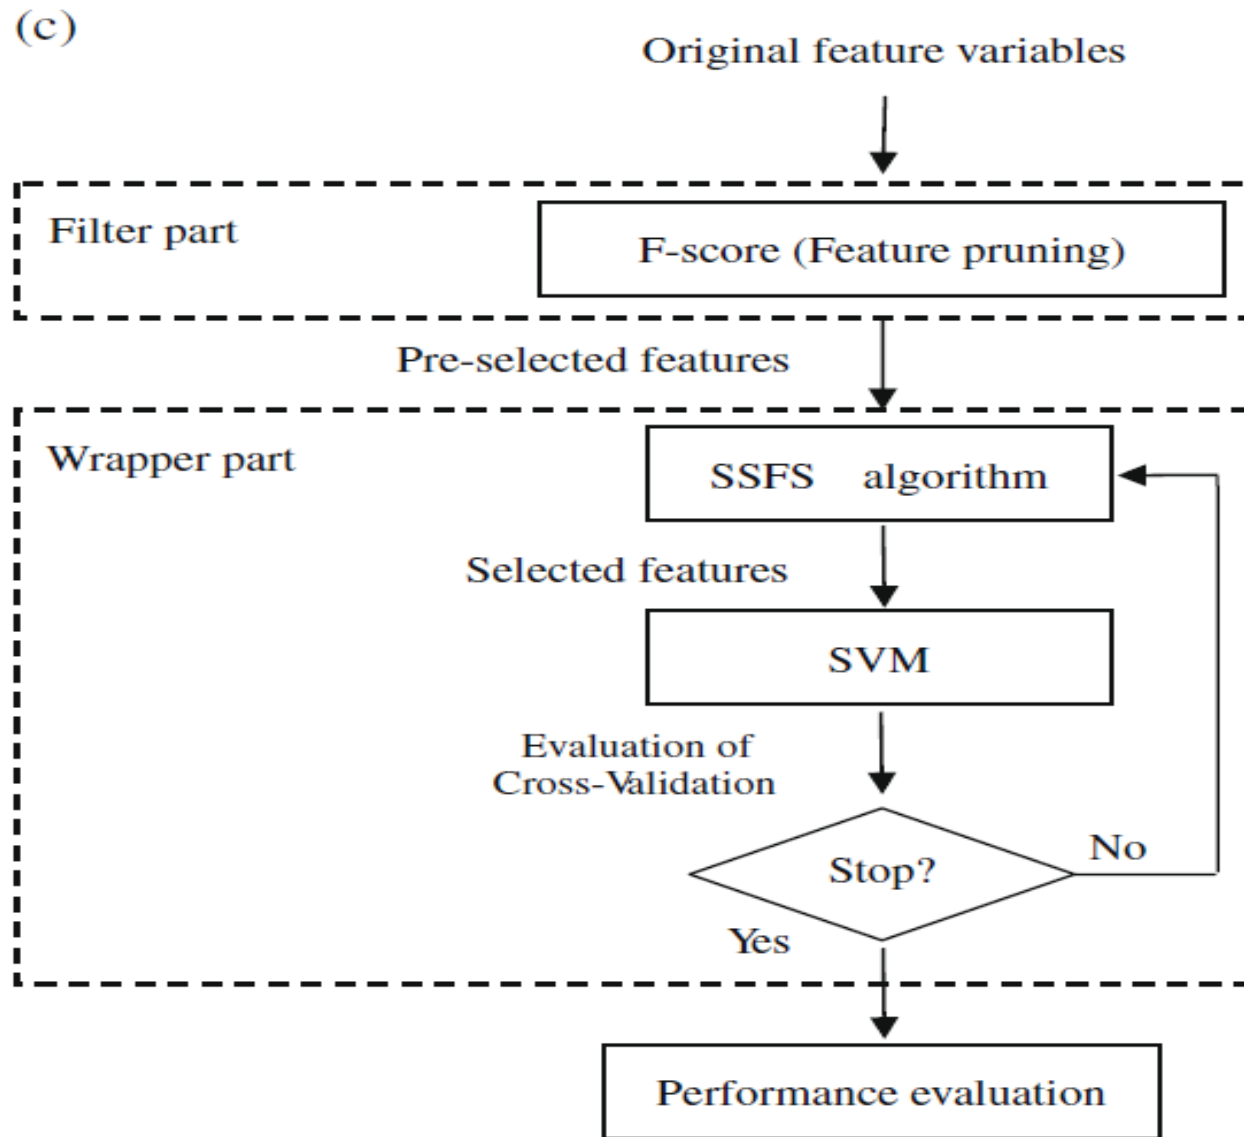 (c)
Original feature variables
Filter part
F-score (Feature pruning)
Pre-selected features
Wrapper part
SSFS algorithm
Selected features
SVM
Evaluation of
Cross-Validation
Stop?
No
Yes
Performance evaluation